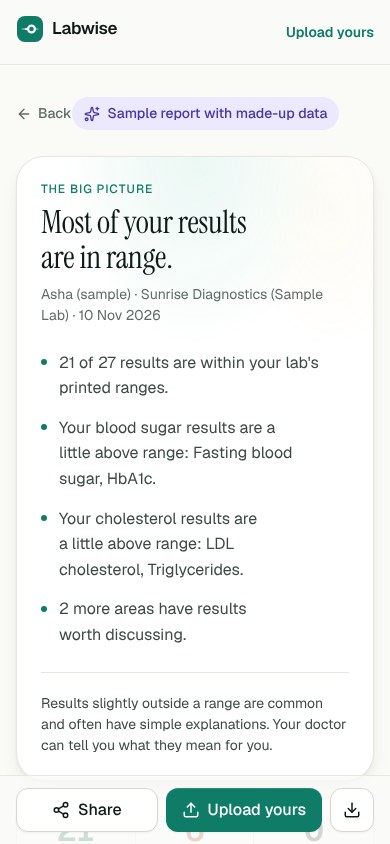 Labwise
Upload yours
Back
Sample report with made-up data
THE BIG PICTURE
Most of your results
are in range.
Asha (sample) · Sunrise Diagnostics (Sample
Lab) · 10 Nov 2026
21 of 27 results are within your lab's
printed ranges.
Your blood sugar results are a
little above range: Fasting blood
sugar, HbA1c.
Your cholesterol results are
a little above range: LDL
cholesterol, Triglycerides.
2 more areas have results
worth discussing.
Results slightly outside a range are common
and often have simple explanations. Your doctor
can tell you what they mean for you.
Share
Upload yours
21